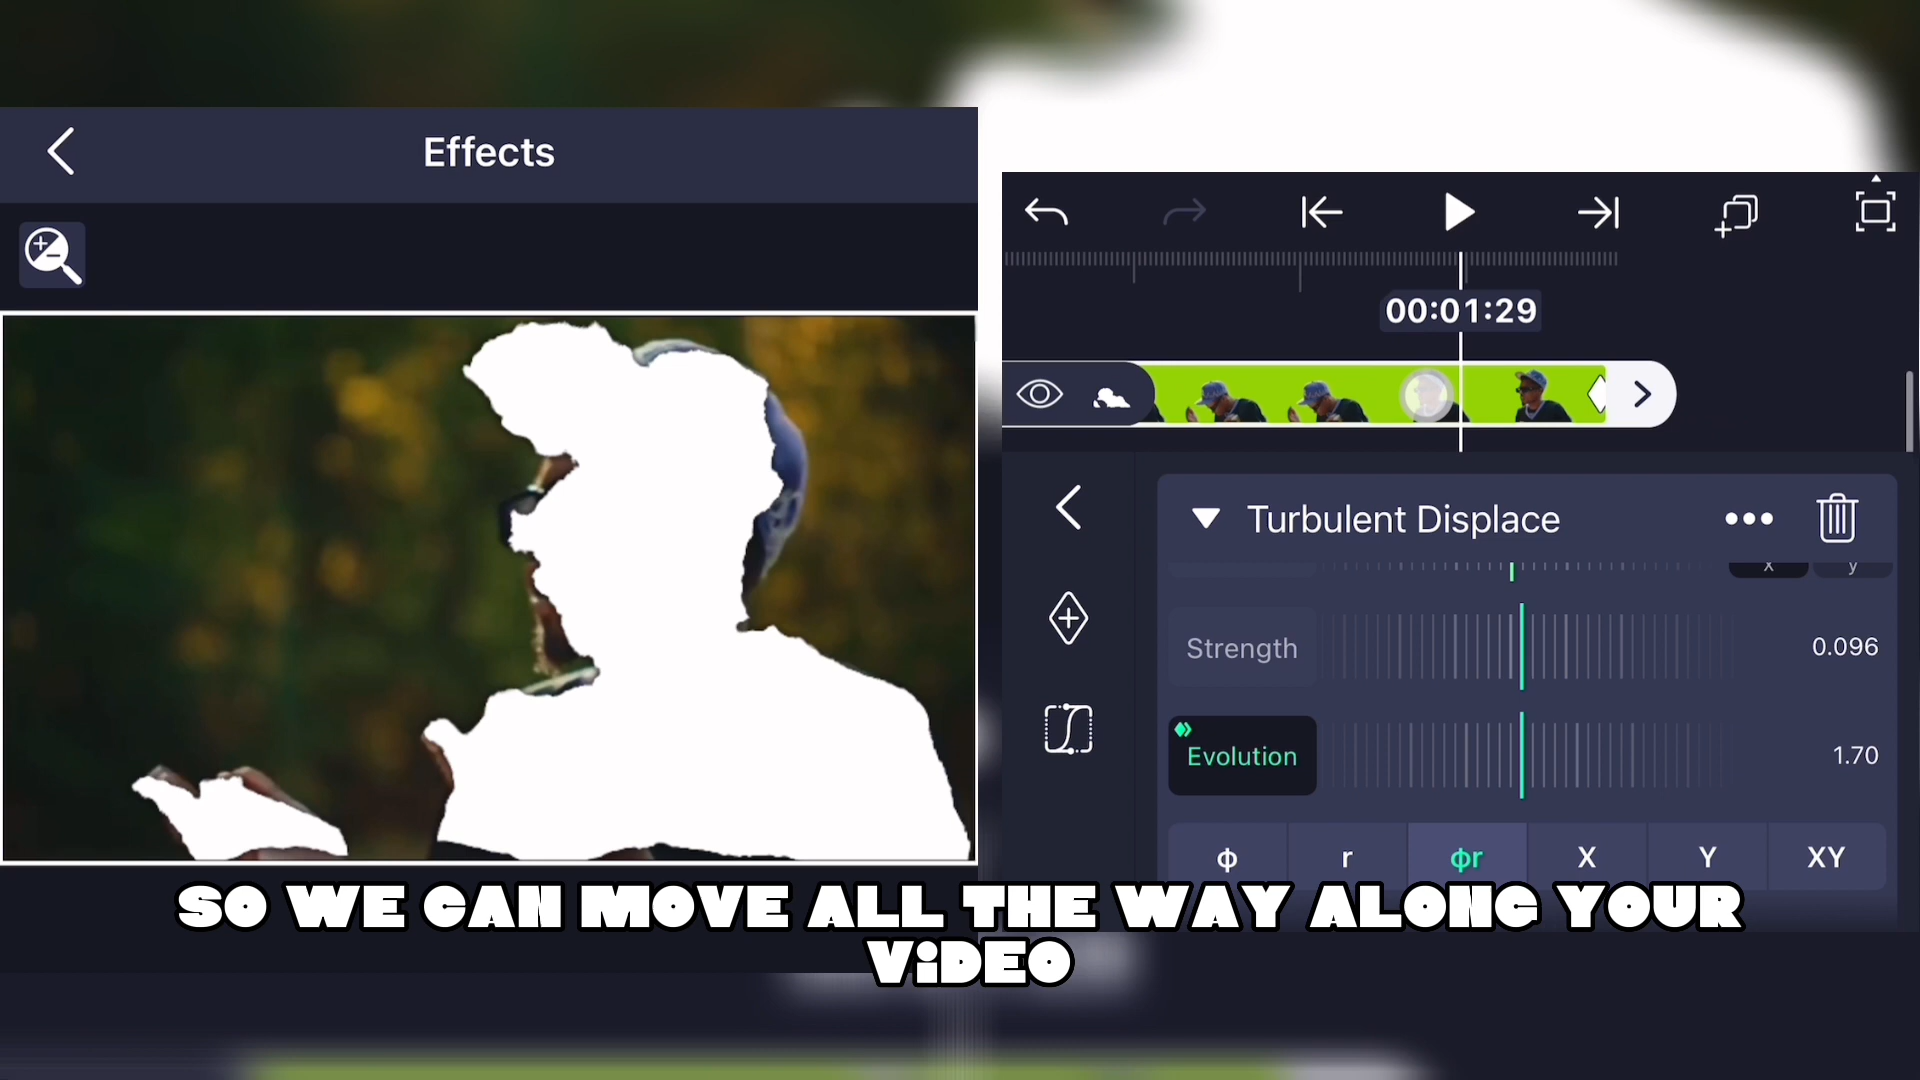 Effects
00:01:29
Turbulent Displace
x y
Strength 0.096
Evolution 1.70
ϕ r ϕr X Y XY
SO WE CAN MOVE ALL THE WAY ALONG YOUR
ViDEO